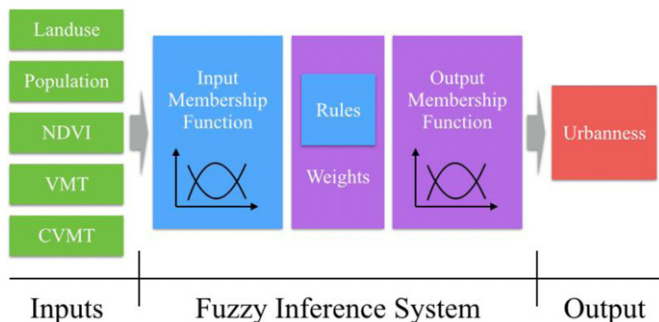 Landuse
Population
NDVI
VMT
CVMT
Input
Membership
Function
Rules
Weights
Output
Membership
Function
Urbanness
Inputs
Fuzzy Inference System
Output